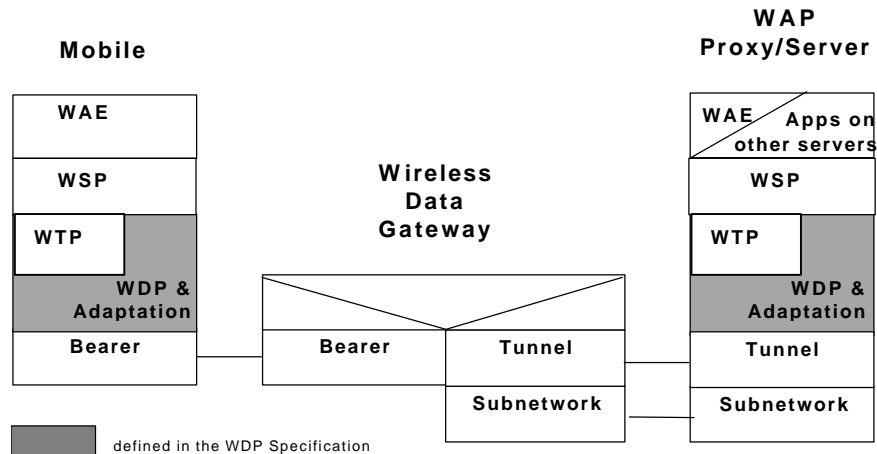 Mobile
WAE
WSP
WTP
WDP &
Adaptation
Bearer
Wireless
Data
Gateway
Bearer
Tunnel
Subnetwork
WAP
Proxy/Server
WAE
Apps on
other servers
WSP
WTP
WDP &
Adaptation
Tunnel
Subnetwork
defined in the WDP Specification